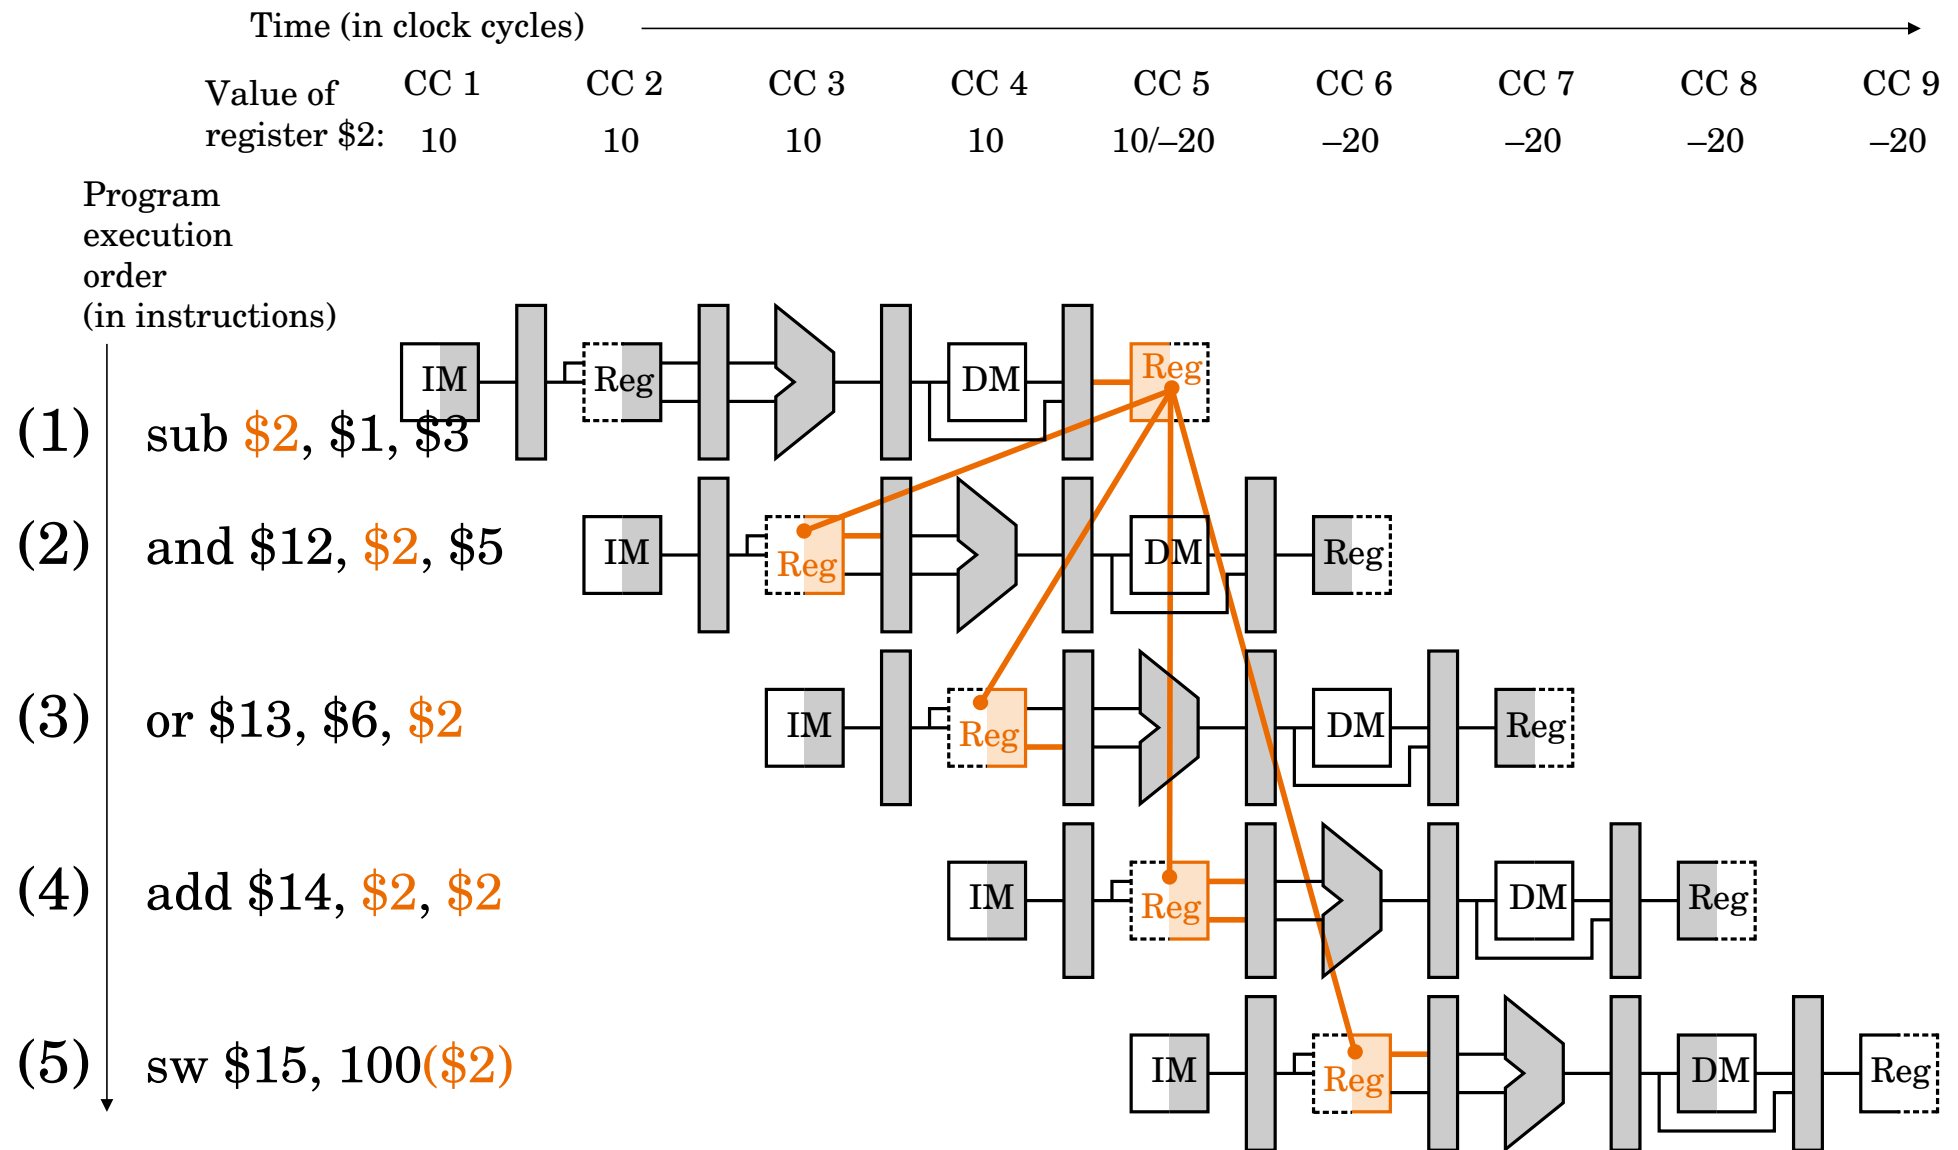 Time (in clock cycles)
CC 1 CC 2 CC 3 CC 4 CC 5 CC 6 CC 7 CC 8 CC 9
Value of
register $2: 10 10 10 10 10/–20 –20 –20 –20 –20
Program
execution
order
(in instructions)
IM Reg DM Reg
(1) sub $2, $1, $3
(2) and $12, $2, $5 IM Reg DM Reg
(3) or $13, $6, $2 IM Reg DM Reg
(4) add $14, $2, $2 IM Reg DM Reg
(5) sw $15, 100($2) IM Reg DM Reg